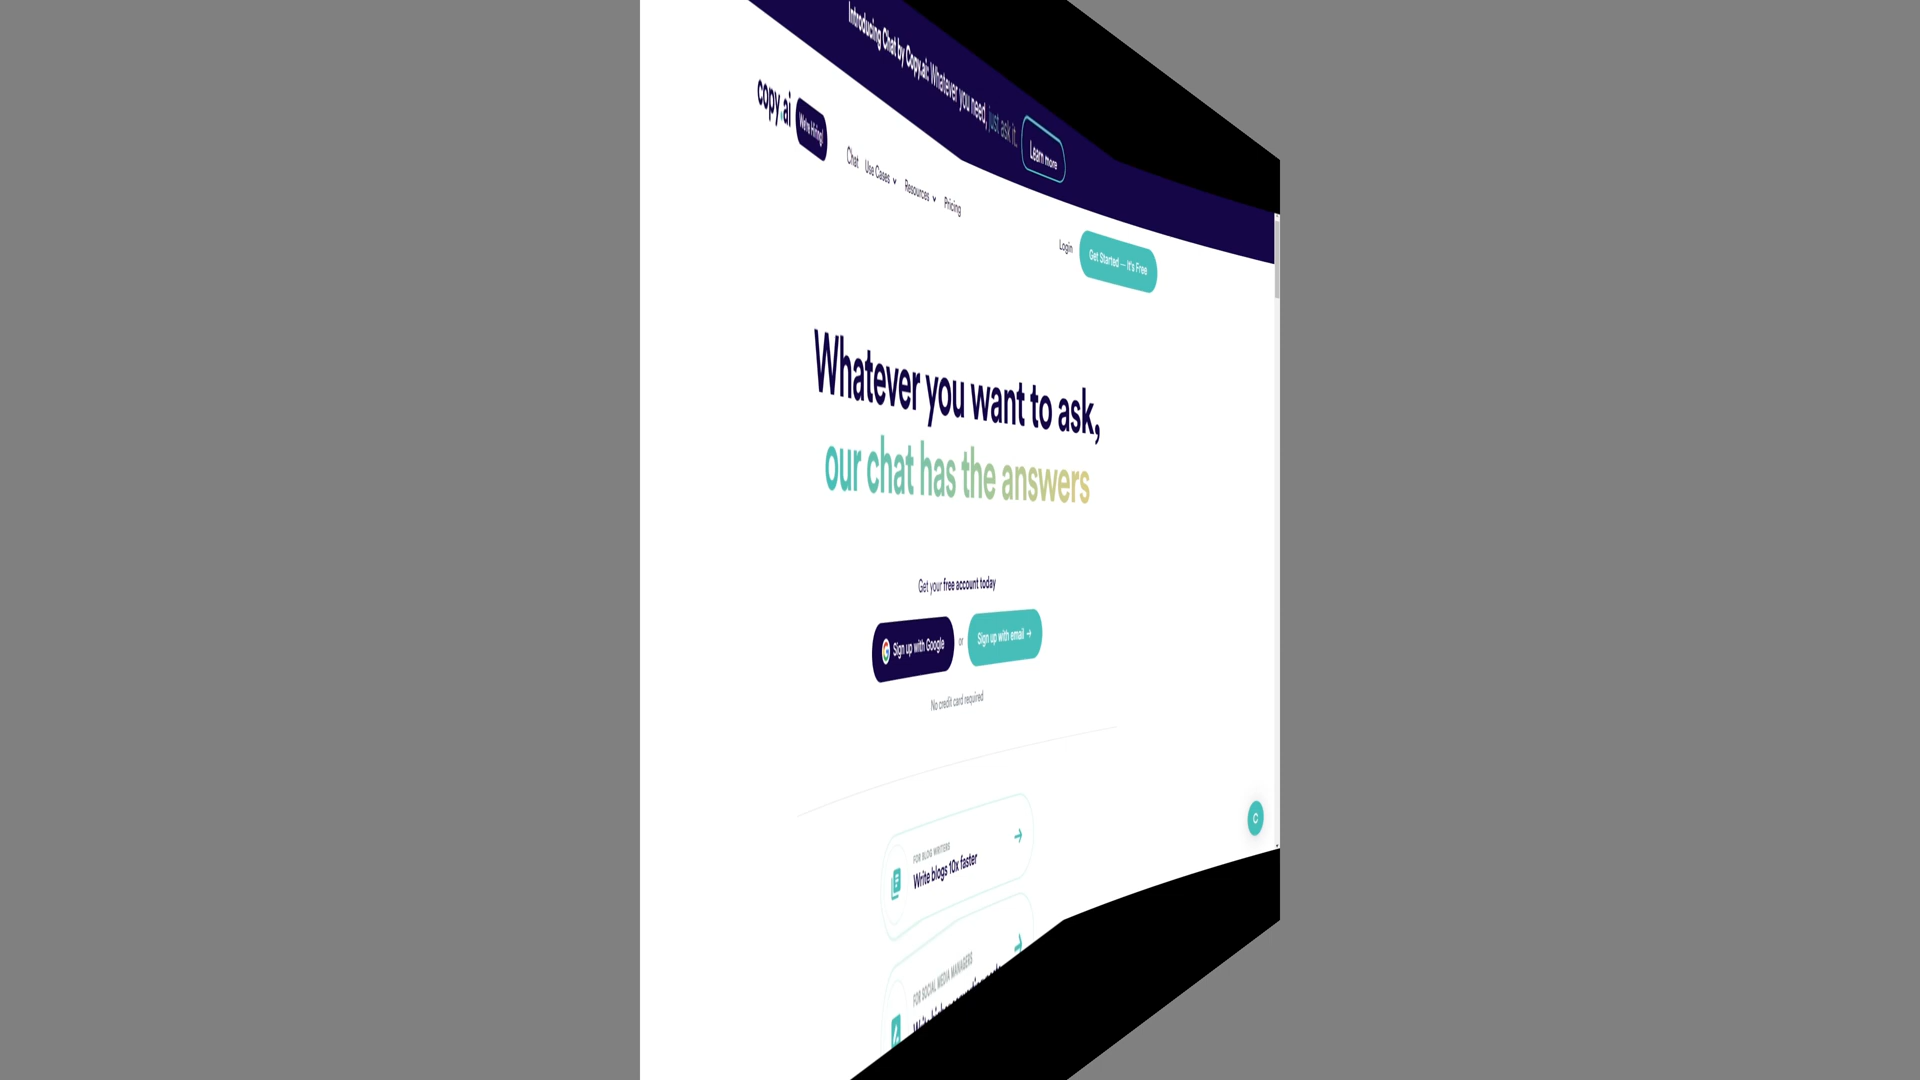 Introducing Chat by Copy.ai: Whatever you need, just ask it.
Learn more
copy.ai
We're Hiring!
Chat Use Cases Resources Pricing
Login
Get Started — It's Free
Whatever you want to ask,
our chat has the answers
Get your free account today
Sign up with Google or Sign up with email →
No credit card required
FOR BLOG WRITERS
Write blogs 10x faster
FOR SOCIAL MEDIA MANAGERS
C